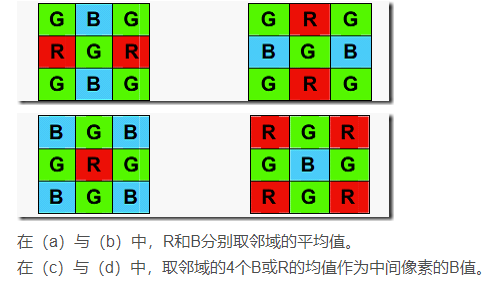 G B G G R G
R G R B G B
G B G G R G
B G B R G R
G R G G B G
B G B R G R
在（a）与（b）中，R和B分别取邻域的平均值。
在（c）与（d）中，取邻域的4个B或R的均值作为中间像素的B值。